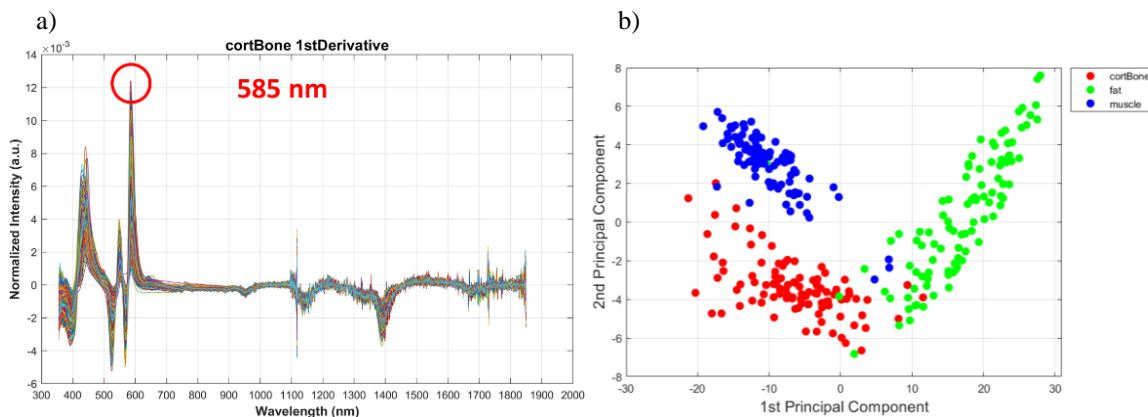 a)
cortBone 1stDerivative
×10⁻³
14
12
10
8
6
4
2
0
-2
-4
-6
585 nm
Normalized Intensity (a.u.)
300 400 500 600 700 800 900 1000 1100 1200 1300 1400 1500 1600 1700 1800 1900 2000
Wavelength (nm)
b)
8
6
4
2
0
-2
-4
-6
-8
2nd Principal Component
-30 -20 -10 0 10 20 30
1st Principal Component
cortBone
fat
muscle